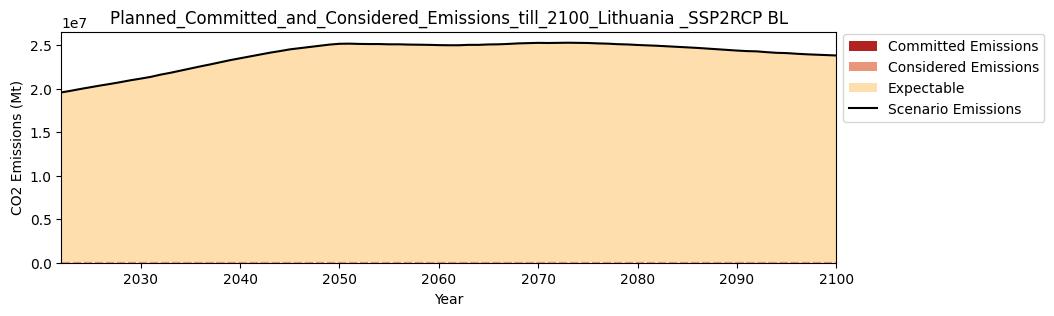 Planned_Committed_and_Considered_Emissions_till_2100_Lithuania _SSP2RCP BL
1e7
2.5
2.0
1.5
1.0
0.5
0.0
CO2 Emissions (Mt)
2030 2040 2050 2060 2070 2080 2090 2100
Year
Committed Emissions
Considered Emissions
Expectable
Scenario Emissions